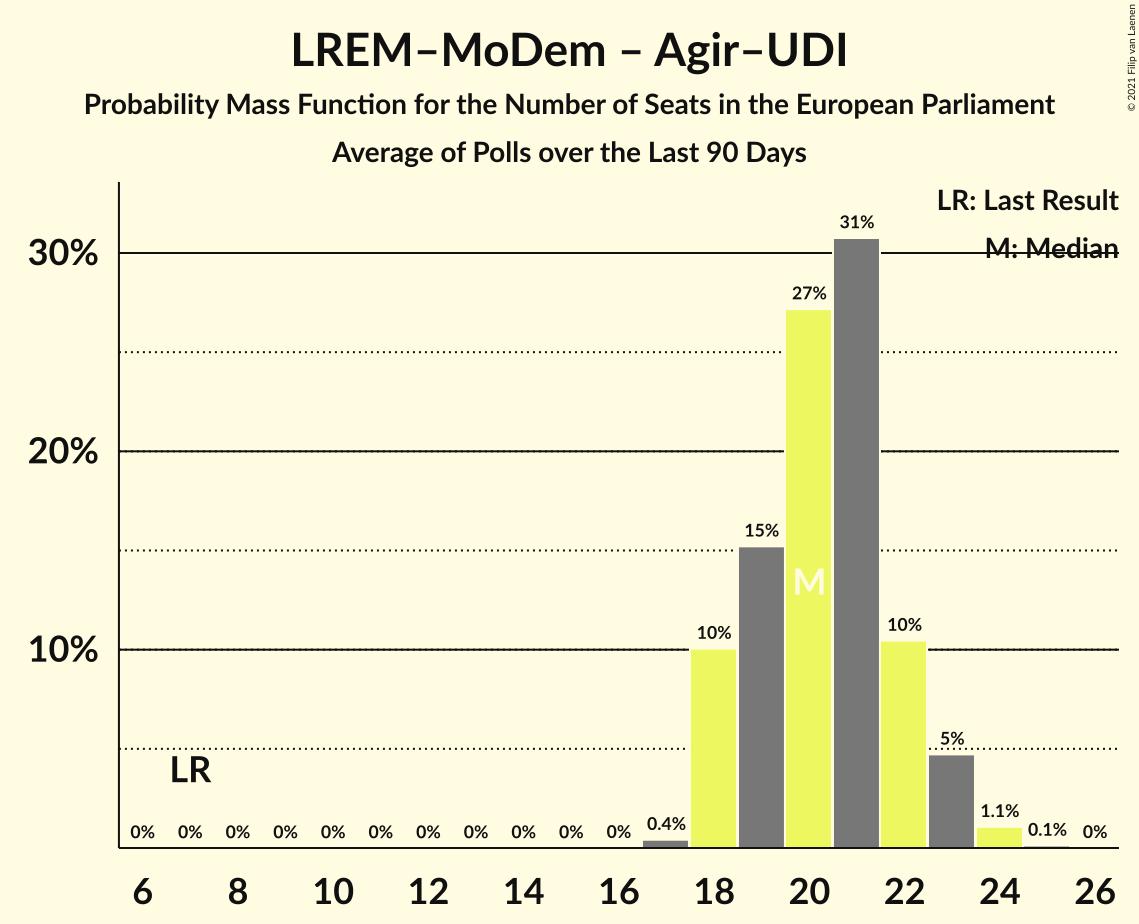 LREM–MoDem – Agir–UDI
Probability Mass Function for the Number of Seats in the European Parliament
Average of Polls over the Last 90 Days
© 2021 Filip van Laenen
LR: Last Result
M: Median
30%
20%
10%
31%
27%
15%
10%
10%
5%
1.1%
0.4%
0.1%
M
LR
0% 0% 0% 0% 0% 0% 0% 0% 0% 0% 0% 0%
6 8 10 12 14 16 18 20 22 24 26